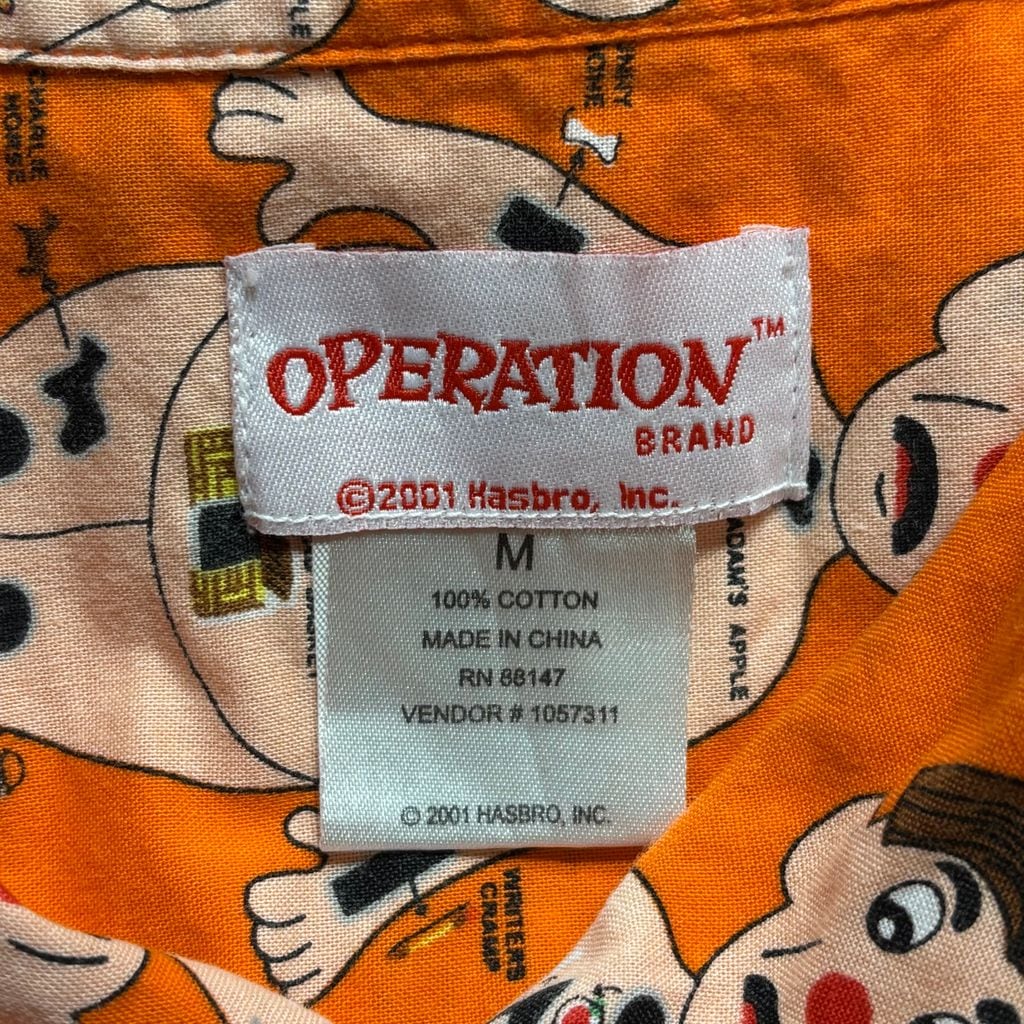 CHARLE
HORSE
OPERATION™
BRAND
©2001 Hasbro, Inc.
M
100% COTTON
MADE IN CHINA
RN 88147
VENDOR # 1057311
© 2001 HASBRO, INC.
ADAM'S APPLE
WRITERS
CRAMP